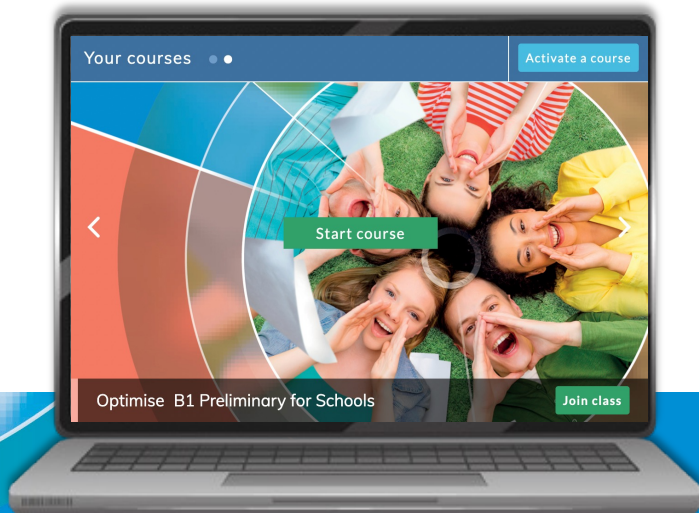 Your courses
Activate a course
Start course
Optimise B1 Preliminary for Schools
Join class